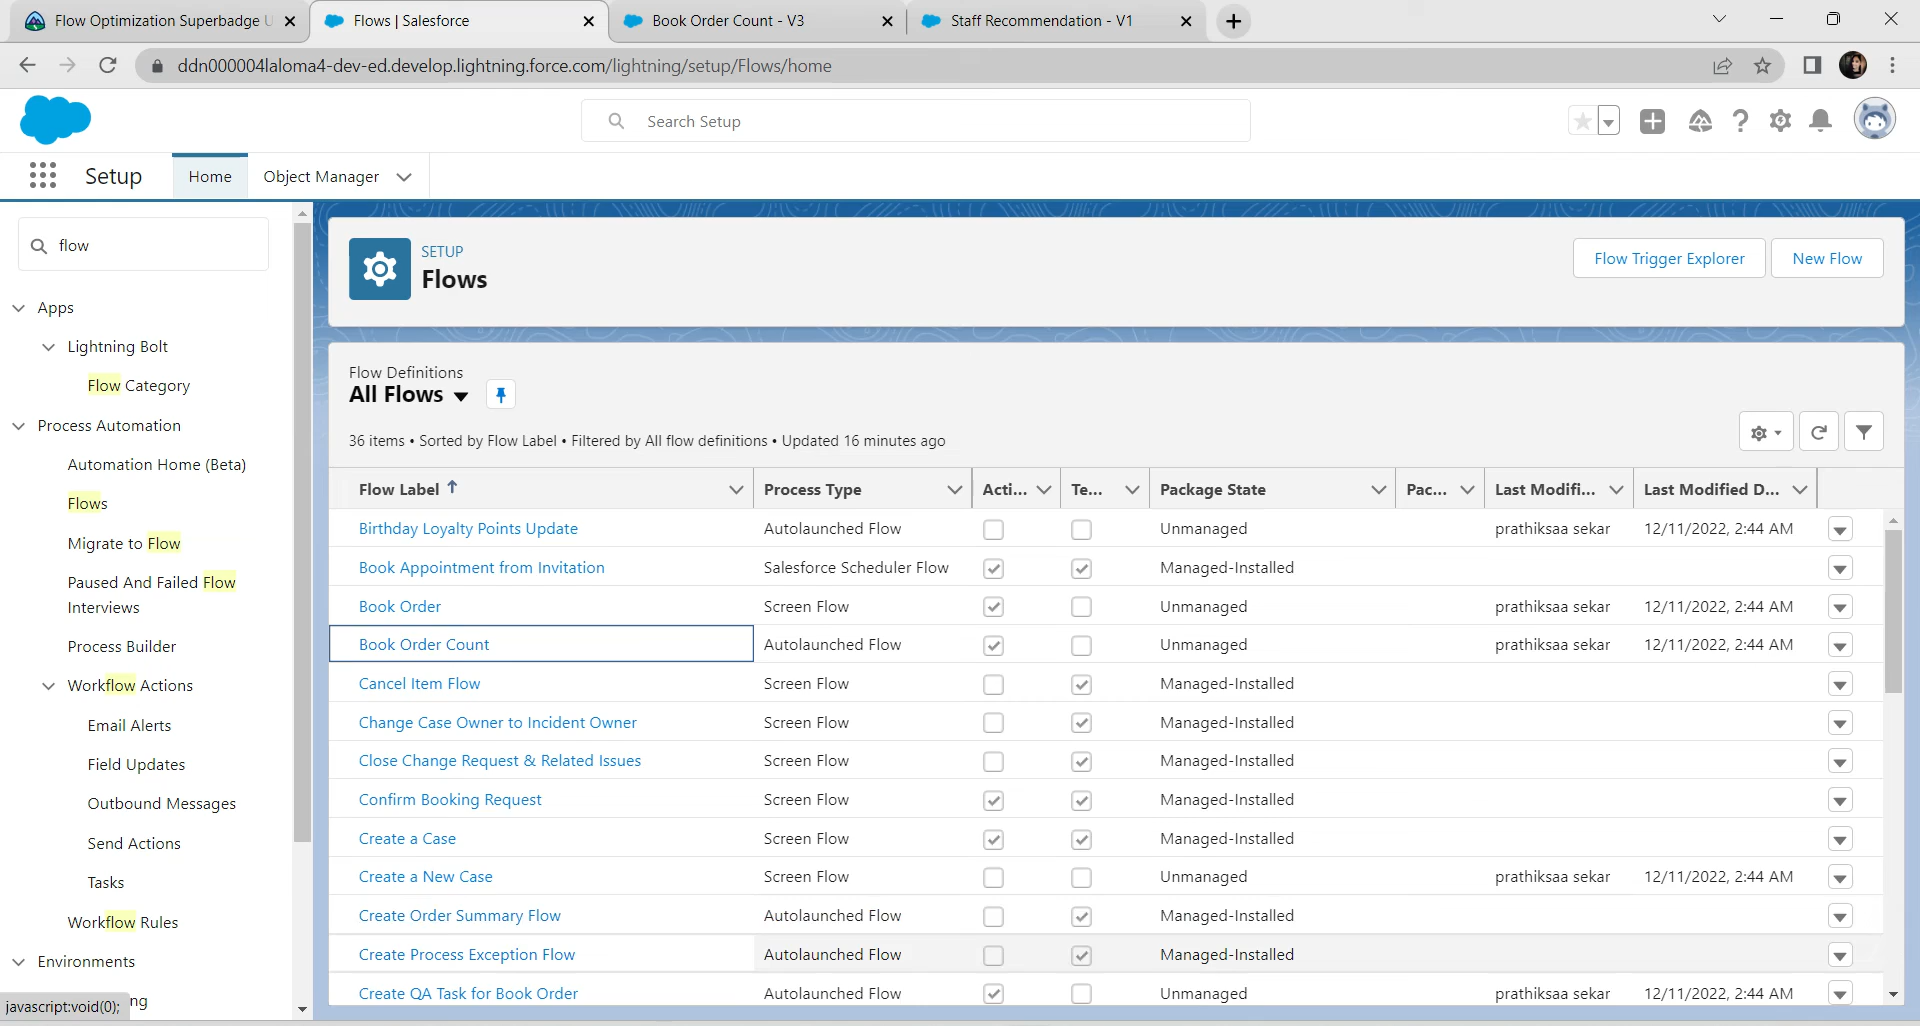 Flow Optimization Superbadge U
Flows | Salesforce
Book Order Count - V3
Staff Recommendation - V1
ddn000004laloma4-dev-ed.develop.lightning.force.com/lightning/setup/Flows/home
Search Setup
Setup
Home
Object Manager
flow
Apps
Lightning Bolt
Flow Category
Process Automation
Automation Home (Beta)
Flows
Migrate to Flow
Paused And Failed Flow
Interviews
Process Builder
Workflow Actions
Email Alerts
Field Updates
Outbound Messages
Send Actions
Tasks
Workflow Rules
Environments
ng
javascript:void(0);
SETUP
Flows
Flow Trigger Explorer
New Flow
Flow Definitions
All Flows
36 items • Sorted by Flow Label • Filtered by All flow definitions • Updated 16 minutes ago
Flow Label ↑ Process Type Acti... Te... Package State Pac... Last Modifi... Last Modified D...
Birthday Loyalty Points Update Autolaunched Flow Unmanaged prathiksaa sekar 12/11/2022, 2:44 AM
Book Appointment from Invitation Salesforce Scheduler Flow Managed-Installed
Book Order Screen Flow Unmanaged prathiksaa sekar 12/11/2022, 2:44 AM
Book Order Count Autolaunched Flow Unmanaged prathiksaa sekar 12/11/2022, 2:44 AM
Cancel Item Flow Screen Flow Managed-Installed
Change Case Owner to Incident Owner Screen Flow Managed-Installed
Close Change Request & Related Issues Screen Flow Managed-Installed
Confirm Booking Request Screen Flow Managed-Installed
Create a Case Screen Flow Managed-Installed
Create a New Case Screen Flow Unmanaged prathiksaa sekar 12/11/2022, 2:44 AM
Create Order Summary Flow Autolaunched Flow Managed-Installed
Create Process Exception Flow Autolaunched Flow Managed-Installed
Create QA Task for Book Order Autolaunched Flow Unmanaged prathiksaa sekar 12/11/2022, 2:44 AM